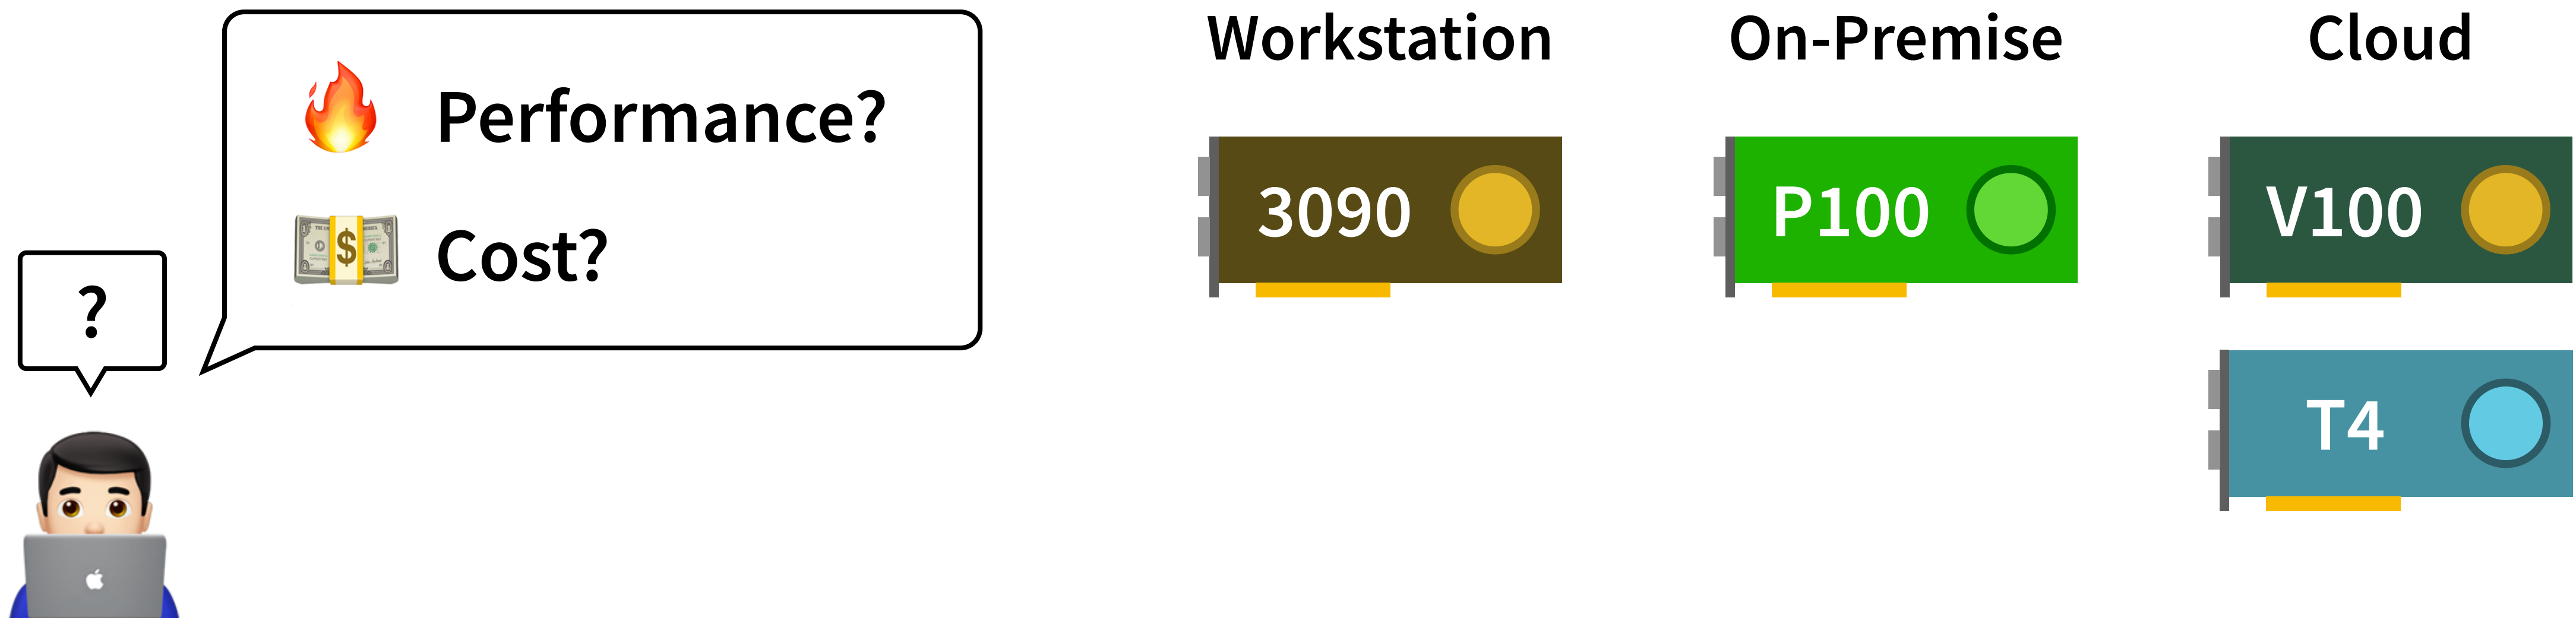 Performance?
Cost?
?
Workstation
On-Premise
Cloud
3090
P100
V100
T4